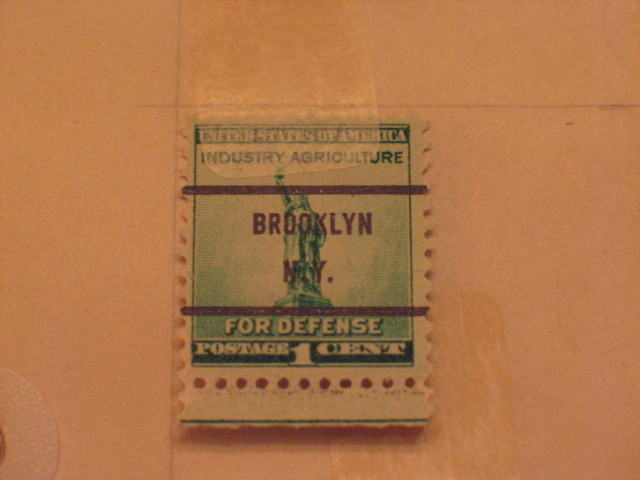 UNITED STATES OF AMERICA
INDUSTRY AGRICULTURE
BROOKLYN
N.Y.
FOR DEFENSE
POSTAGE 1 CENT